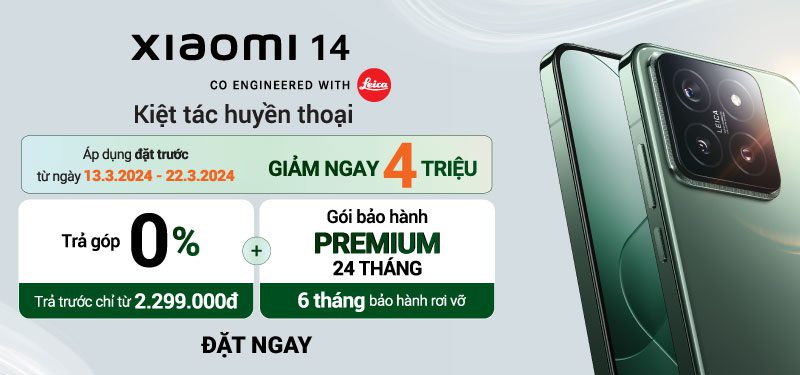 xiaomi 14
CO ENGINEERED WITH Leica
Kiệt tác huyền thoại
Áp dụng đặt trước
từ ngày 13.3.2024 - 22.3.2024
GIẢM NGAY 4 TRIỆU
Trả góp 0%
Trả trước chỉ từ 2.299.000đ
+
Gói bảo hành
PREMIUM
24 THÁNG
6 tháng bảo hành rơi vỡ
ĐẶT NGAY
LEICA